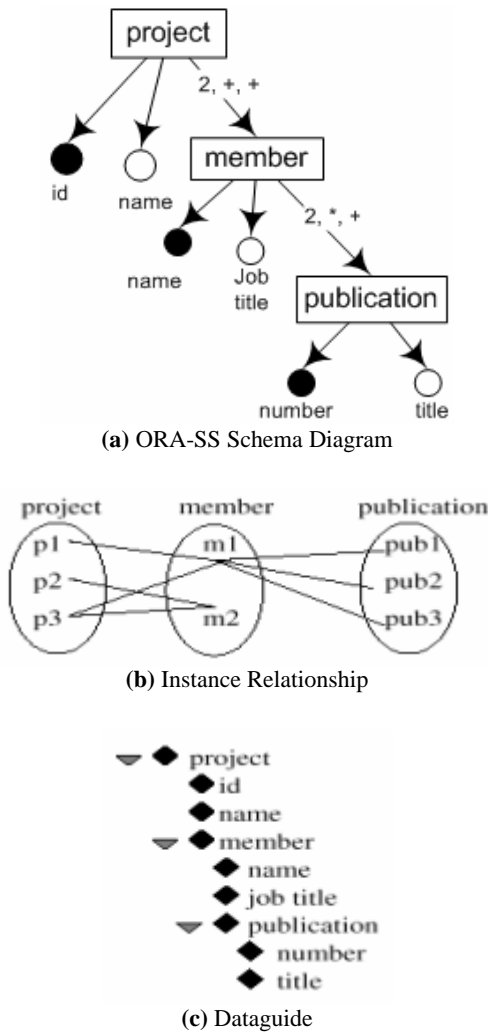 project
2, +, +
id
name
member
name
Job
title
2, *, +
publication
number
title
(a) ORA-SS Schema Diagram
project member publication
p1 m1 pub1
p2 pub2
p3 m2 pub3
(b) Instance Relationship
project
id
name
member
name
job title
publication
number
title
(c) Dataguide